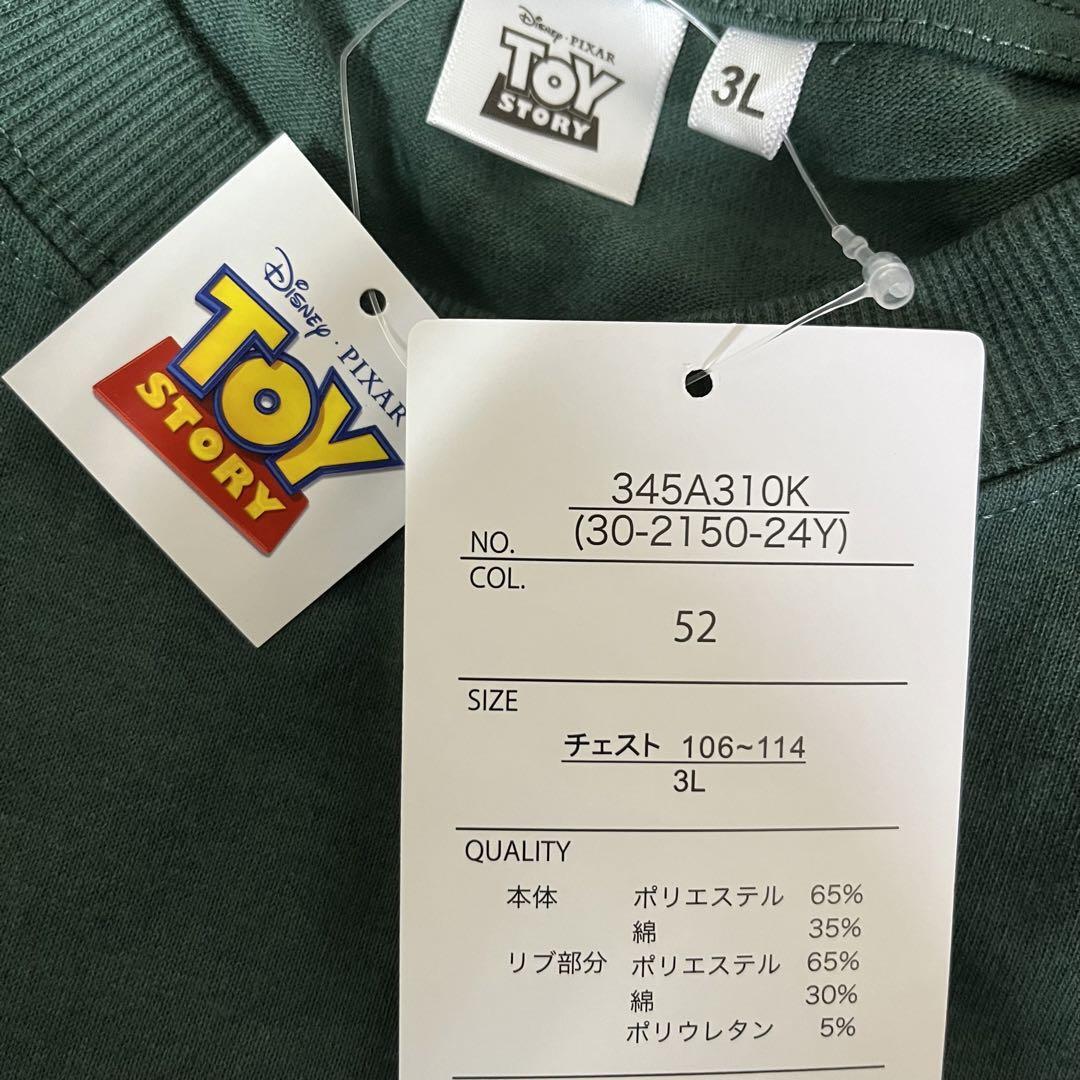 Disney · PIXAR
TOY
STORY
3L
Disney · PIXAR
TOY
STORY
345A310K
NO. (30-2150-24Y)
COL.
52
SIZE
チェスト 106~114
3L
QUALITY
本体 ポリエステル 65%
綿 35%
リブ部分 ポリエステル 65%
綿 30%
ポリウレタン 5%